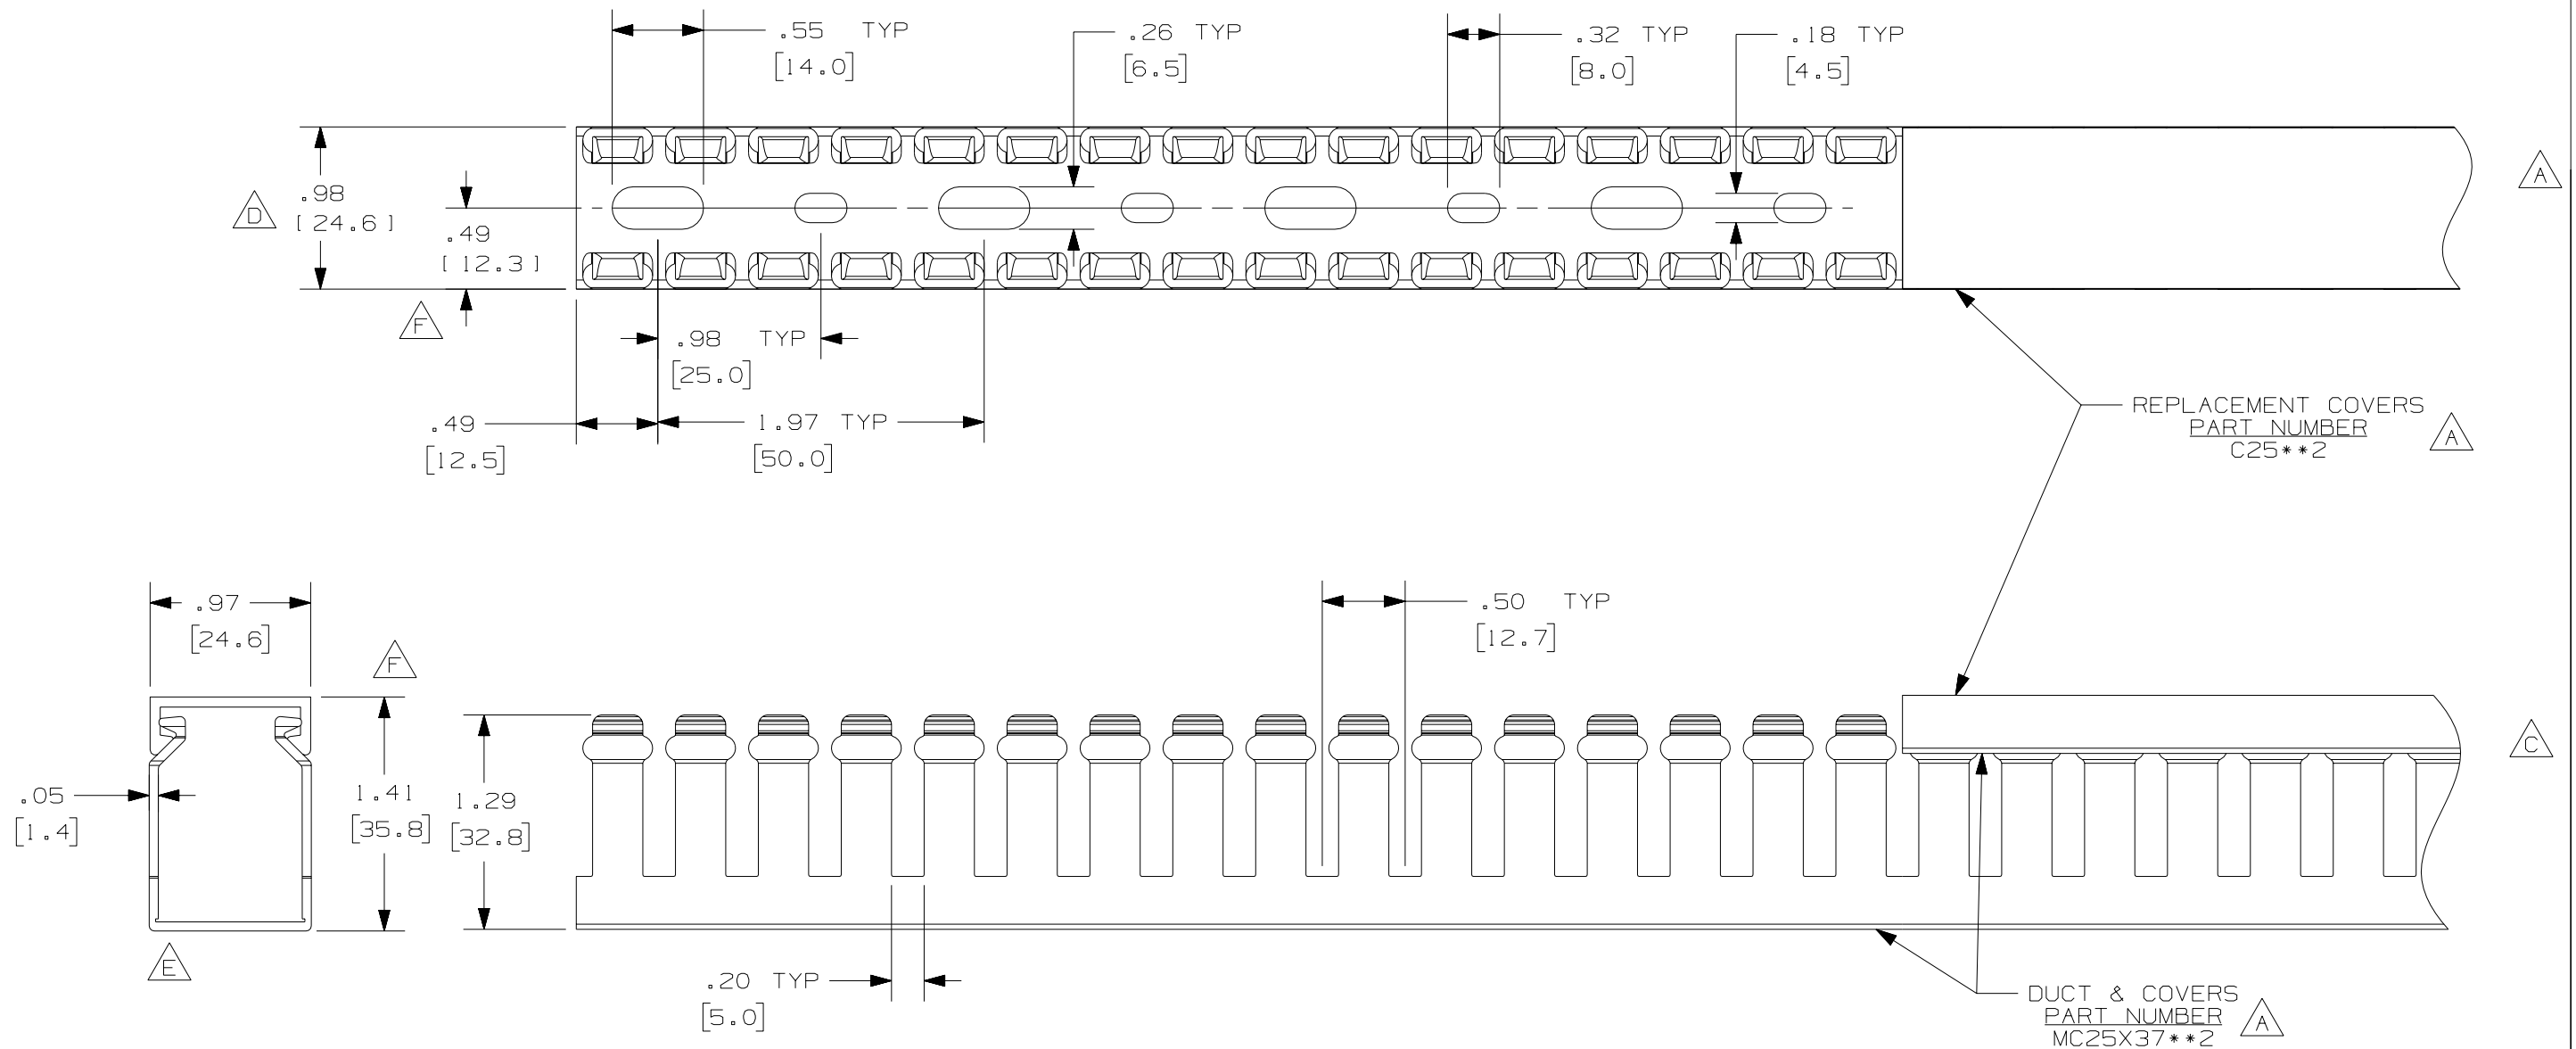 .55 TYP
[14.0]
.26 TYP
[6.5]
.32 TYP
[8.0]
.18 TYP
[4.5]
A
D
.98
[24.6]
.49
[12.3]
F
.98 TYP
[25.0]
.49
[12.5]
1.97 TYP
[50.0]
REPLACEMENT COVERS
PART NUMBER
C25**2
A
.97
[24.6]
F
.50 TYP
[12.7]
C
.05
[1.4]
1.41
[35.8]
1.29
[32.8]
E
.20 TYP
[5.0]
DUCT & COVERS
PART NUMBER
MC25X37**2
A